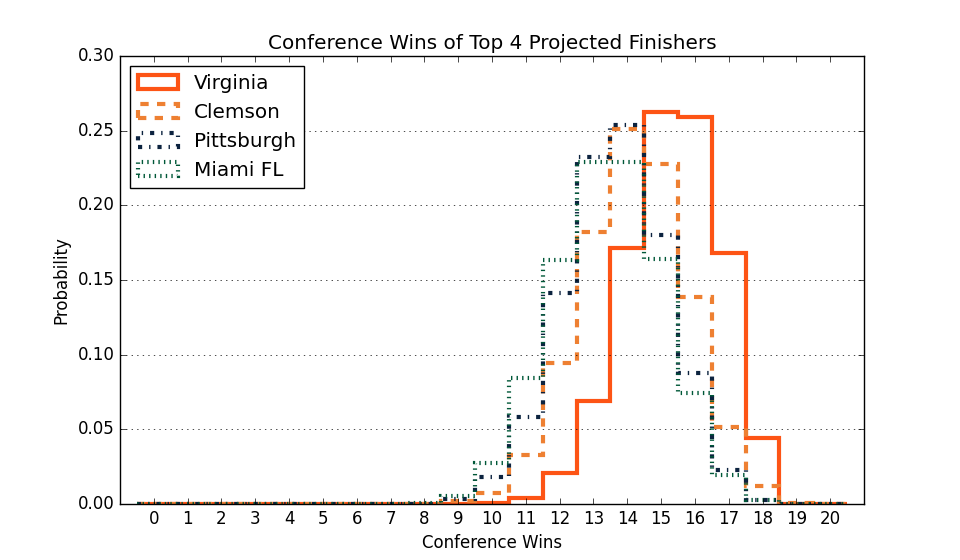 Conference Wins of Top 4 Projected Finishers
0.30
0.25
0.20
0.15
0.10
0.05
0.00
Probability
Virginia
Clemson
Pittsburgh
Miami FL
0 1 2 3 4 5 6 7 8 9 10 11 12 13 14 15 16 17 18 19 20
Conference Wins